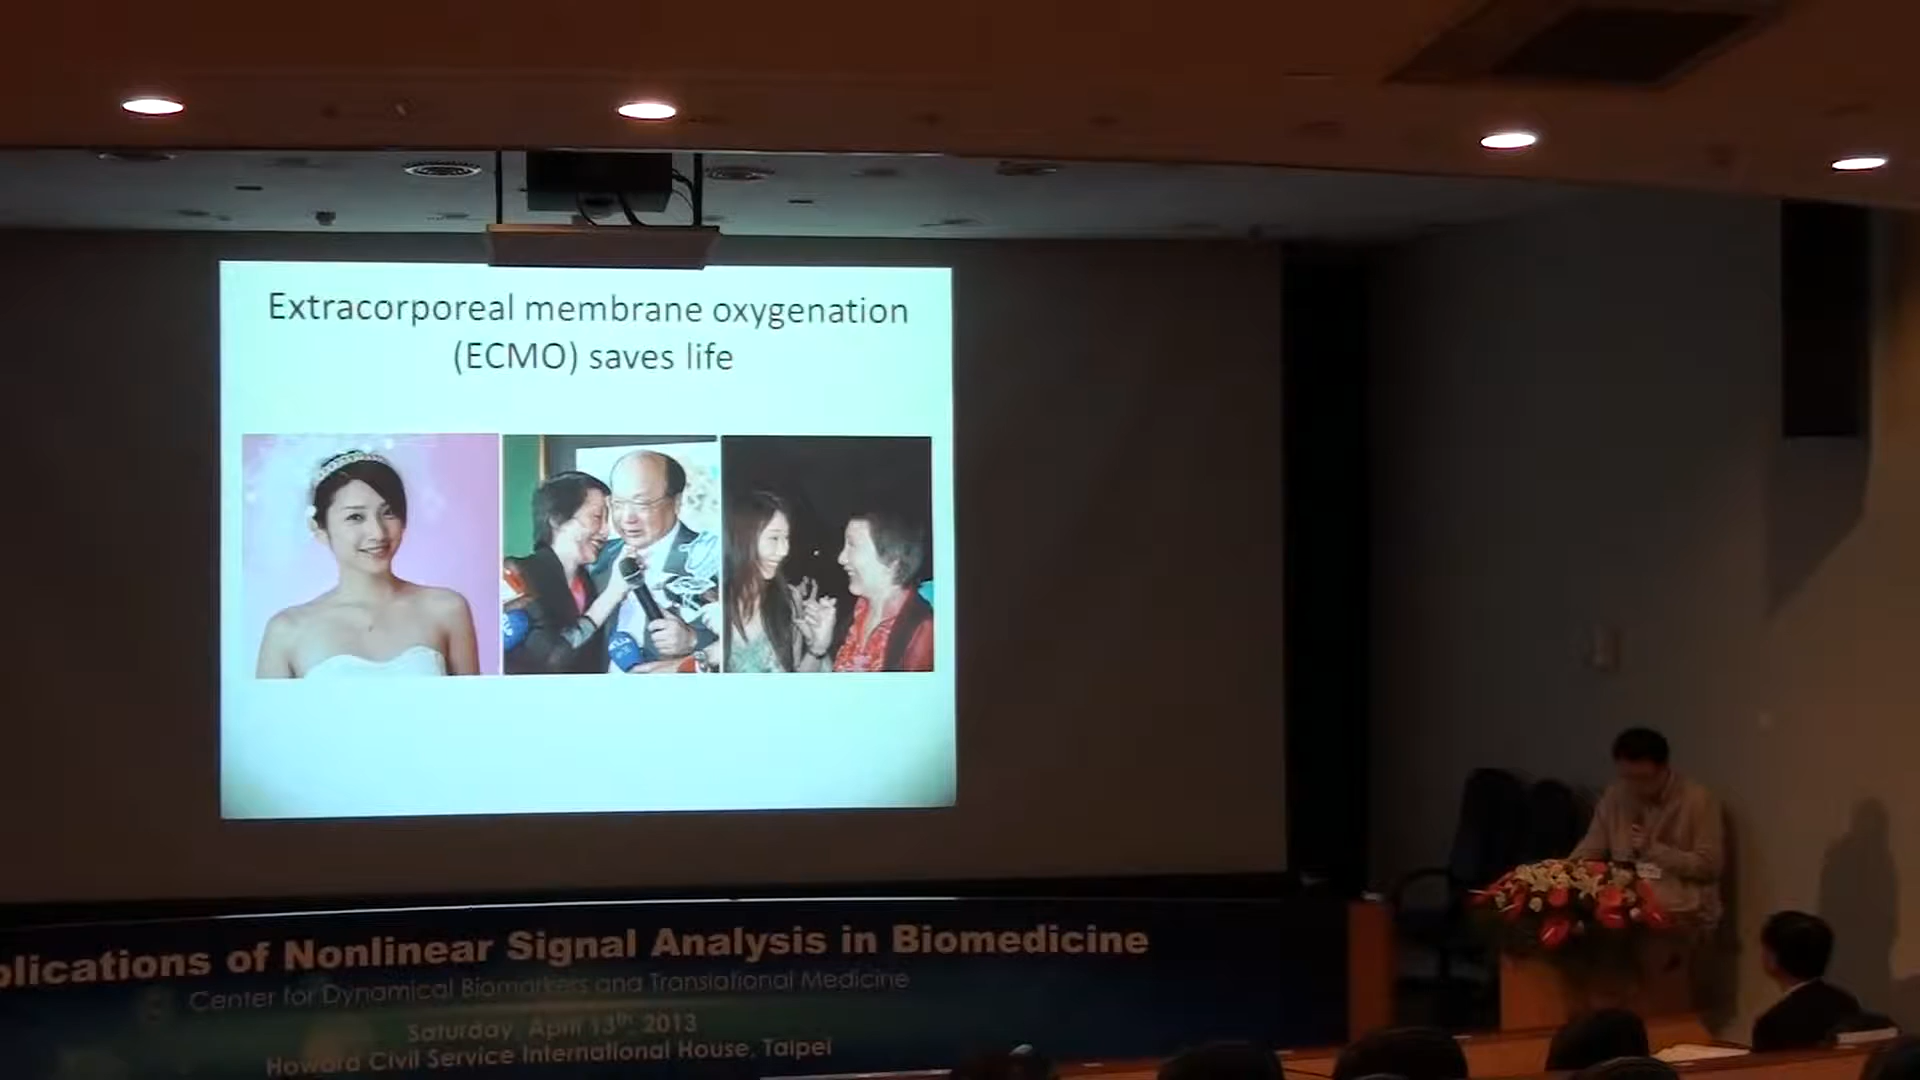 Extracorporeal membrane oxygenation
(ECMO) saves life
plications of Nonlinear Signal Analysis in Biomedicine
Center for Dynamical Biomarkers and Translational Medicine
Saturday, April 13th, 2013
Howard Civil Service International House, Taipei